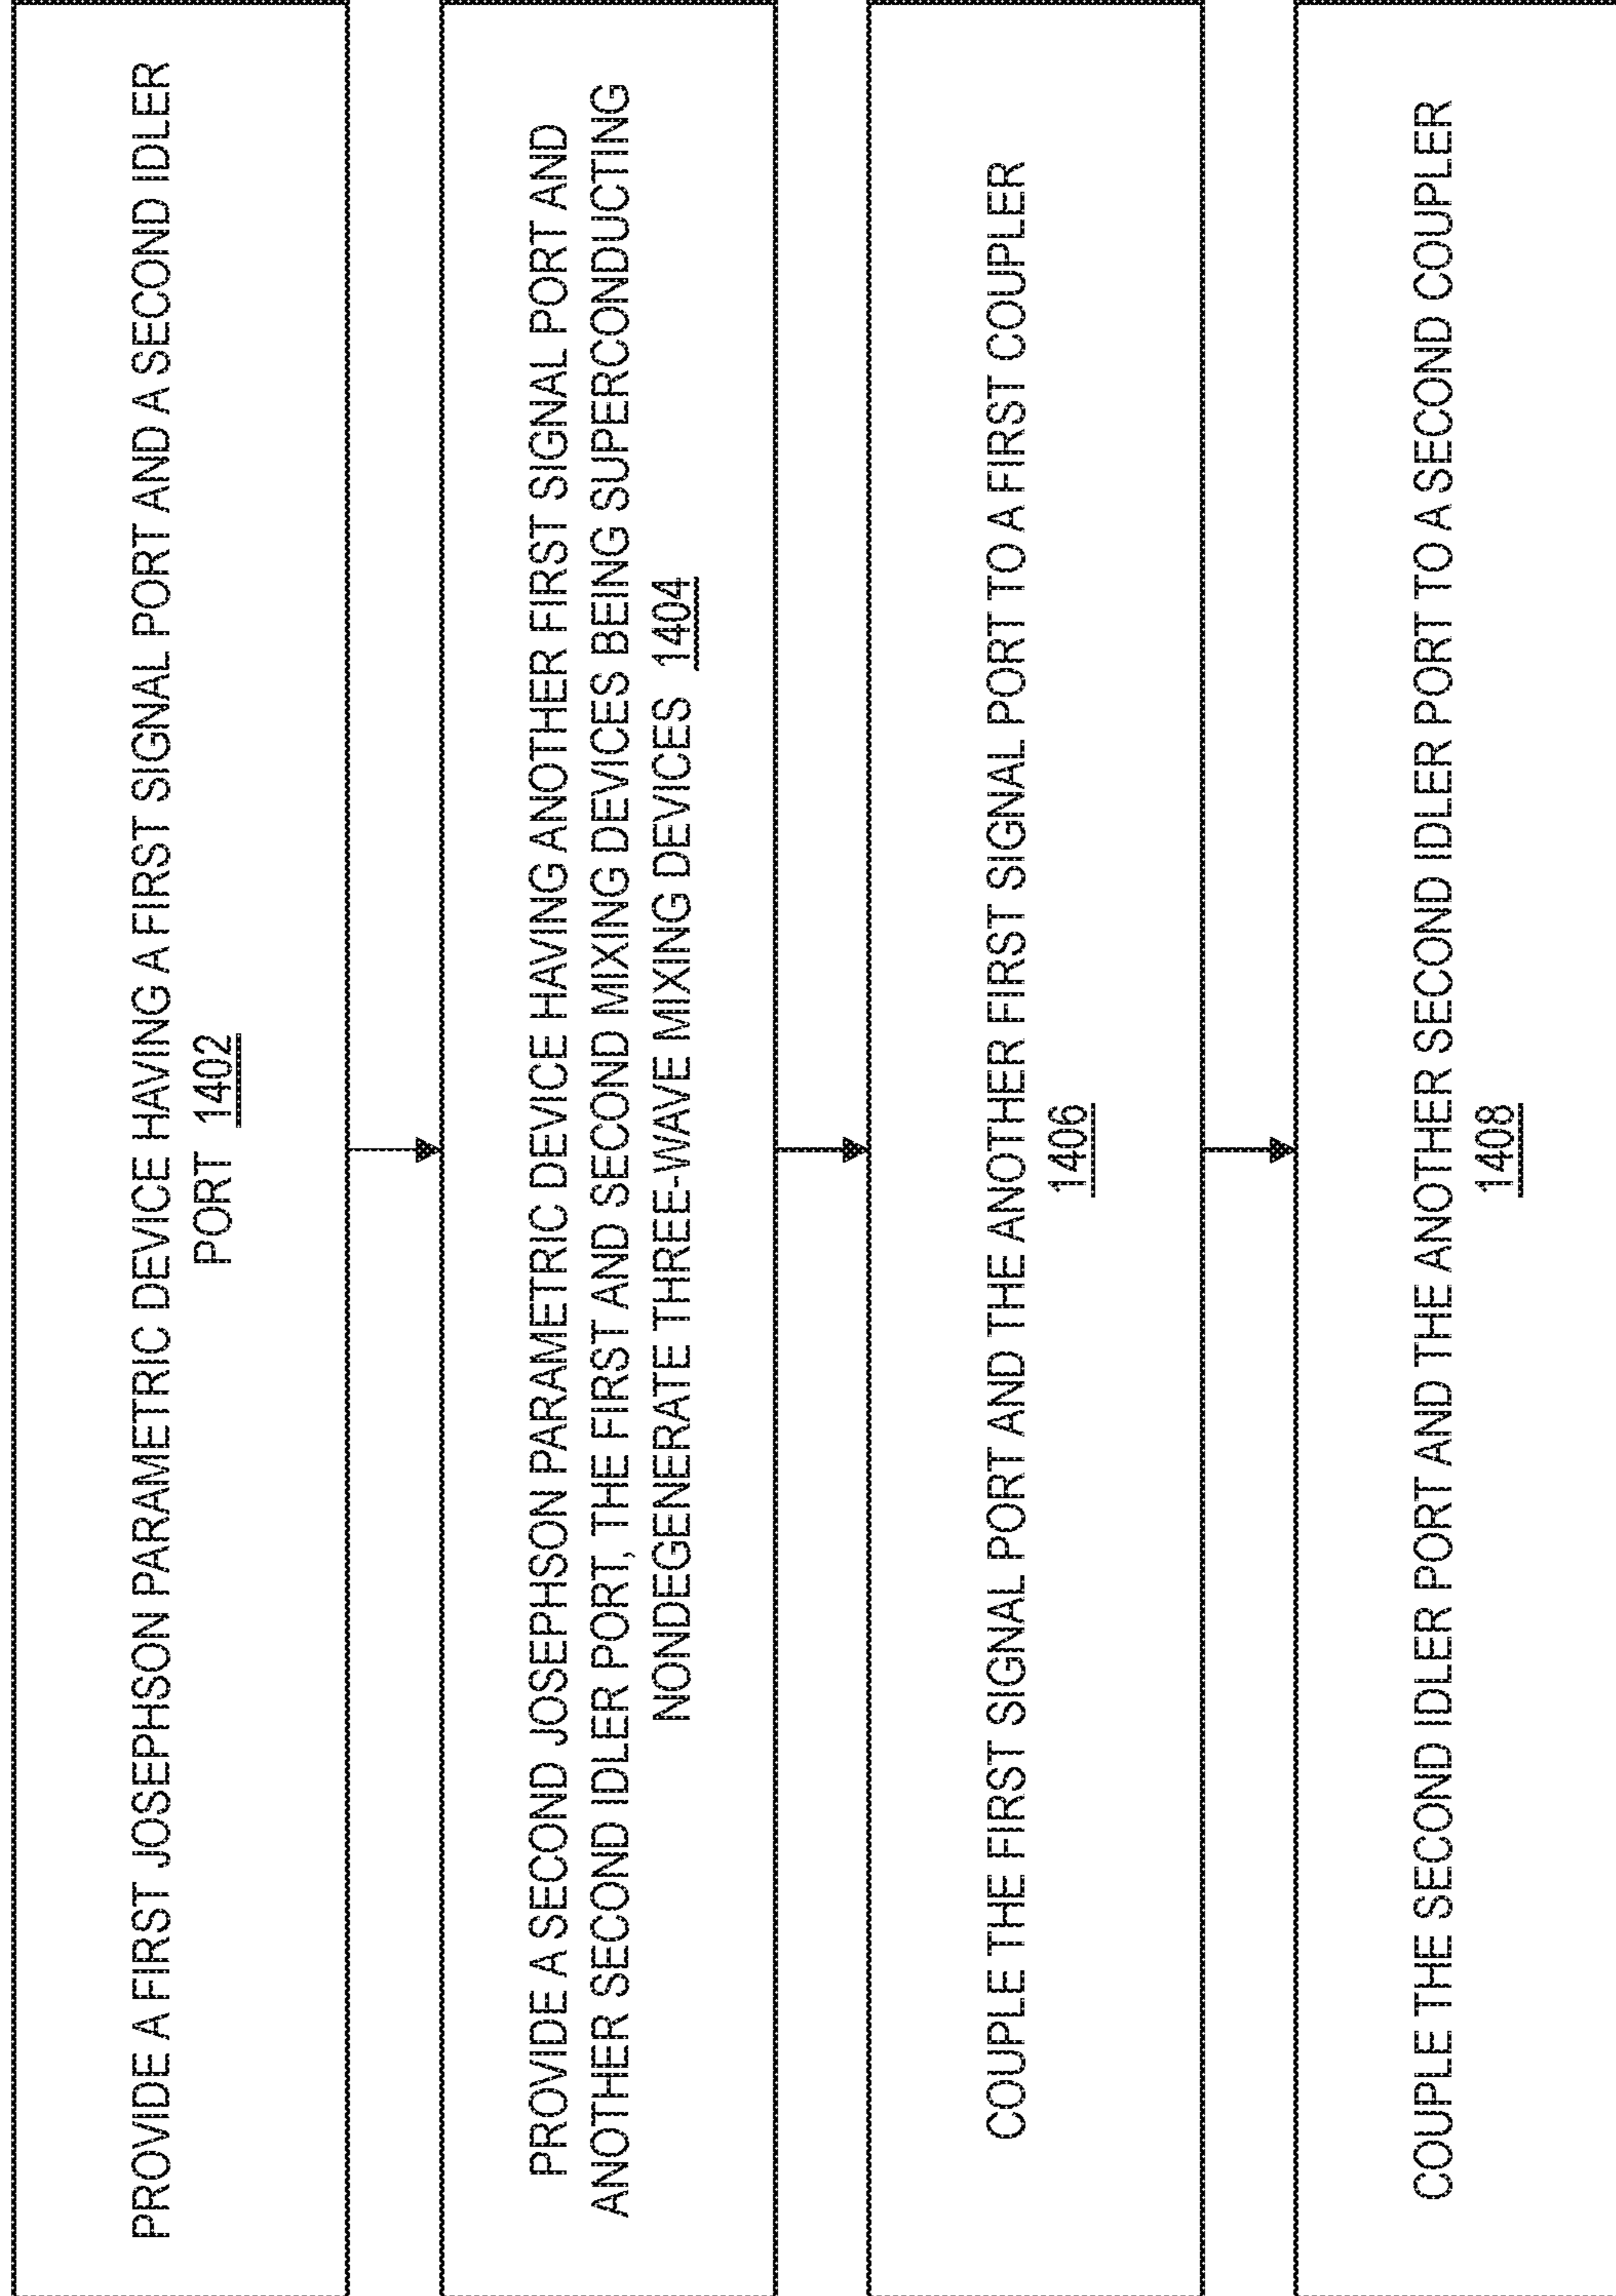 PROVIDE A FIRST JOSEPHSON PARAMETRIC DEVICE HAVING A FIRST SIGNAL PORT AND A SECOND IDLER
PORT 1402
PROVIDE A SECOND JOSEPHSON PARAMETRIC DEVICE HAVING ANOTHER FIRST SIGNAL PORT AND
ANOTHER SECOND IDLER PORT, THE FIRST AND SECOND MIXING DEVICES BEING SUPERCONDUCTING
NONDEGENERATE THREE-WAVE MIXING DEVICES 1404
COUPLE THE FIRST SIGNAL PORT AND THE ANOTHER FIRST SIGNAL PORT TO A FIRST COUPLER
1406
COUPLE THE SECOND IDLER PORT AND THE ANOTHER SECOND IDLER PORT TO A SECOND COUPLER
1408